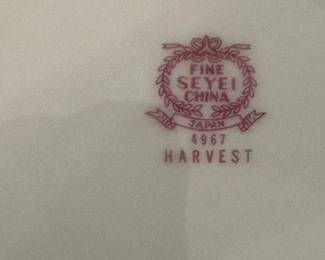 FINE
SEYEI
CHINA
JAPAN
4967
HARVEST